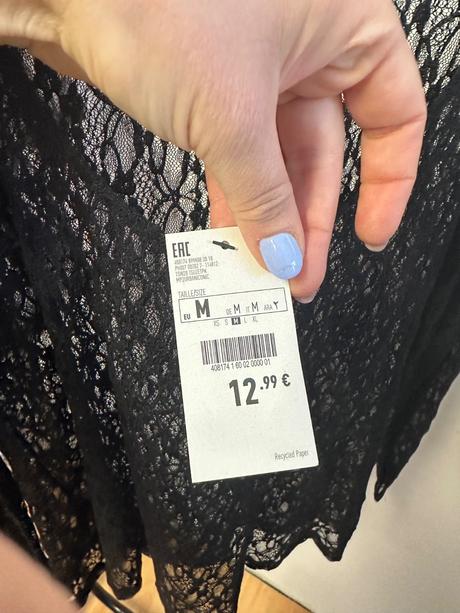 EAC
TAILLE/SIZE
EU M DE M IT M ARA Y
XS S M L XL
408174 1 60 02 0000 01
12.99 €
Recycled Paper